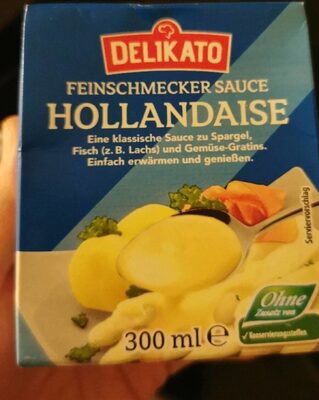 DELIKATO
FEINSCHMECKER SAUCE
HOLLANDAISE
Eine klassische Sauce zu Spargel,
Fisch (z. B. Lachs) und Gemüse-Gratins.
Einfach erwärmen und genießen.
Serviervorschlag
Ohne
Zusatz von
✓ Konservierungsstoffen
300 ml ℮